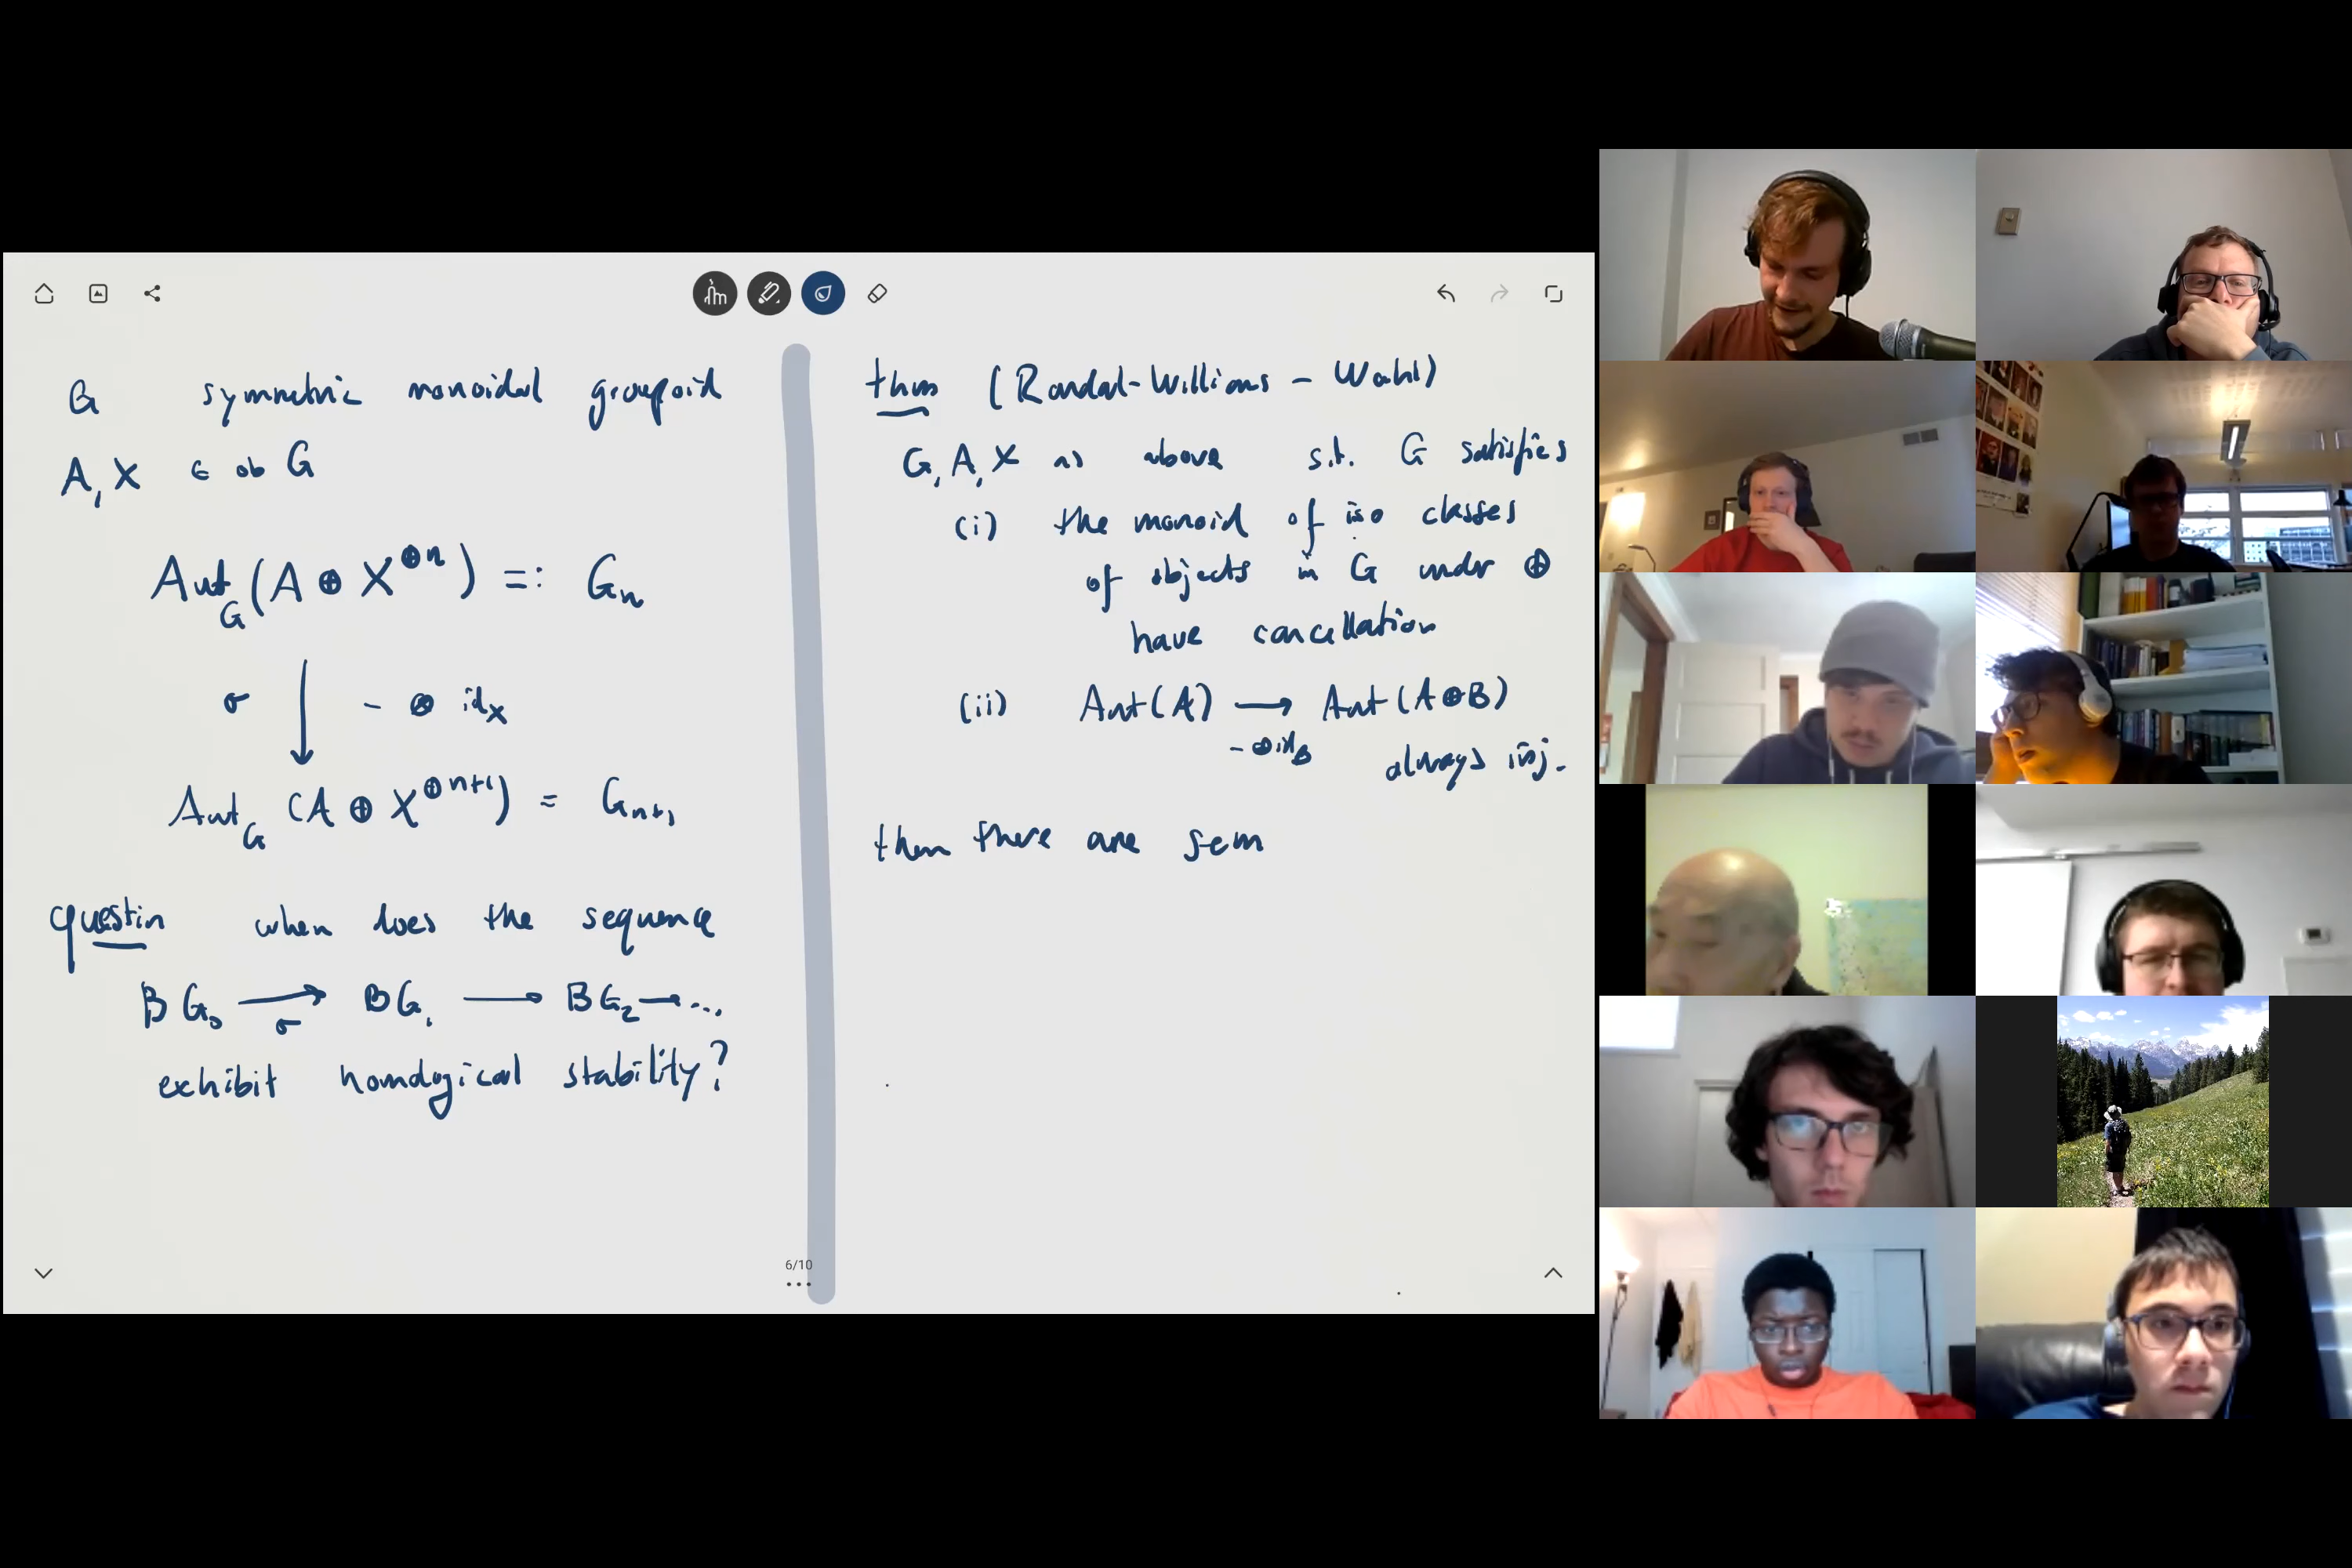 G symmetric monoidal groupoid
A, X ∈ ob G
Aut_G (A ⊕ X^{⊕n}) =: G_n
σ ↓ - ⊕ id_X
Aut_G (A ⊕ X^{⊕n+1}) = G_{n+1}
question when does the sequence
BG_0 →_σ BG_1 → BG_2 → ...
exhibit homological stability?
thm (Randal-Williams - Wahl)
G, A, X as above s.t. G satisfies
(i) the monoid of iso classes
of objects in G under ⊕
have cancellation
(ii) Aut(A) → Aut(A⊕B)
-⊕id_B always inj.
then there are sem
6/10